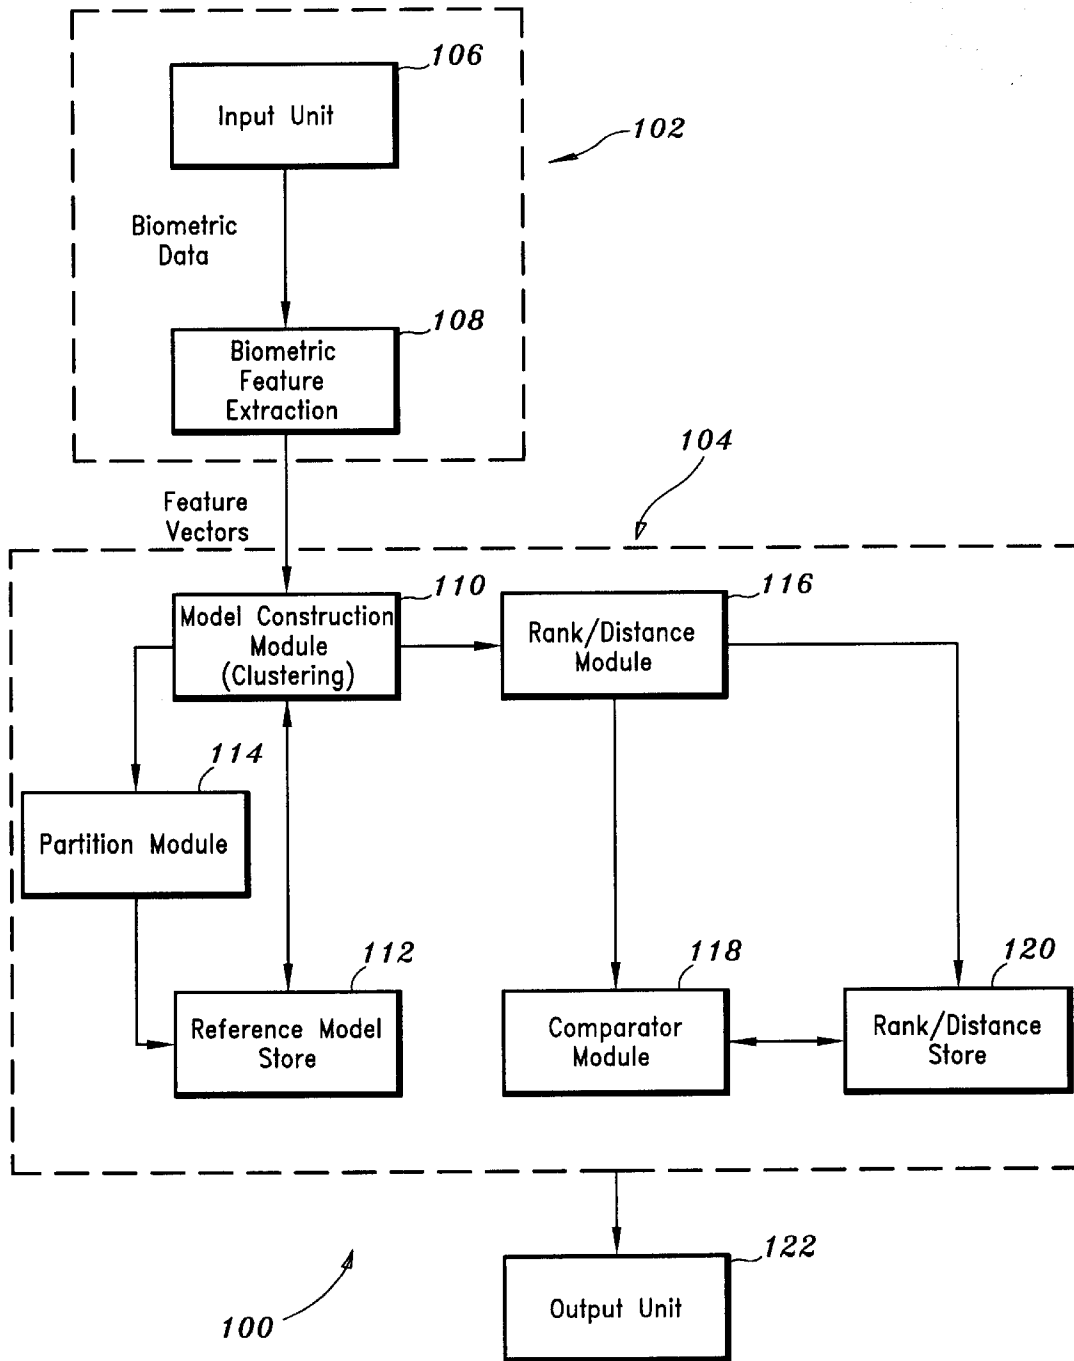 106
Input Unit
102
Biometric
Data
108
Biometric
Feature
Extraction
104
Feature
Vectors
110
Model Construction
Module
(Clustering)
116
Rank/Distance
Module
114
Partition Module
112
Reference Model
Store
118
Comparator
Module
120
Rank/Distance
Store
122
Output Unit
100